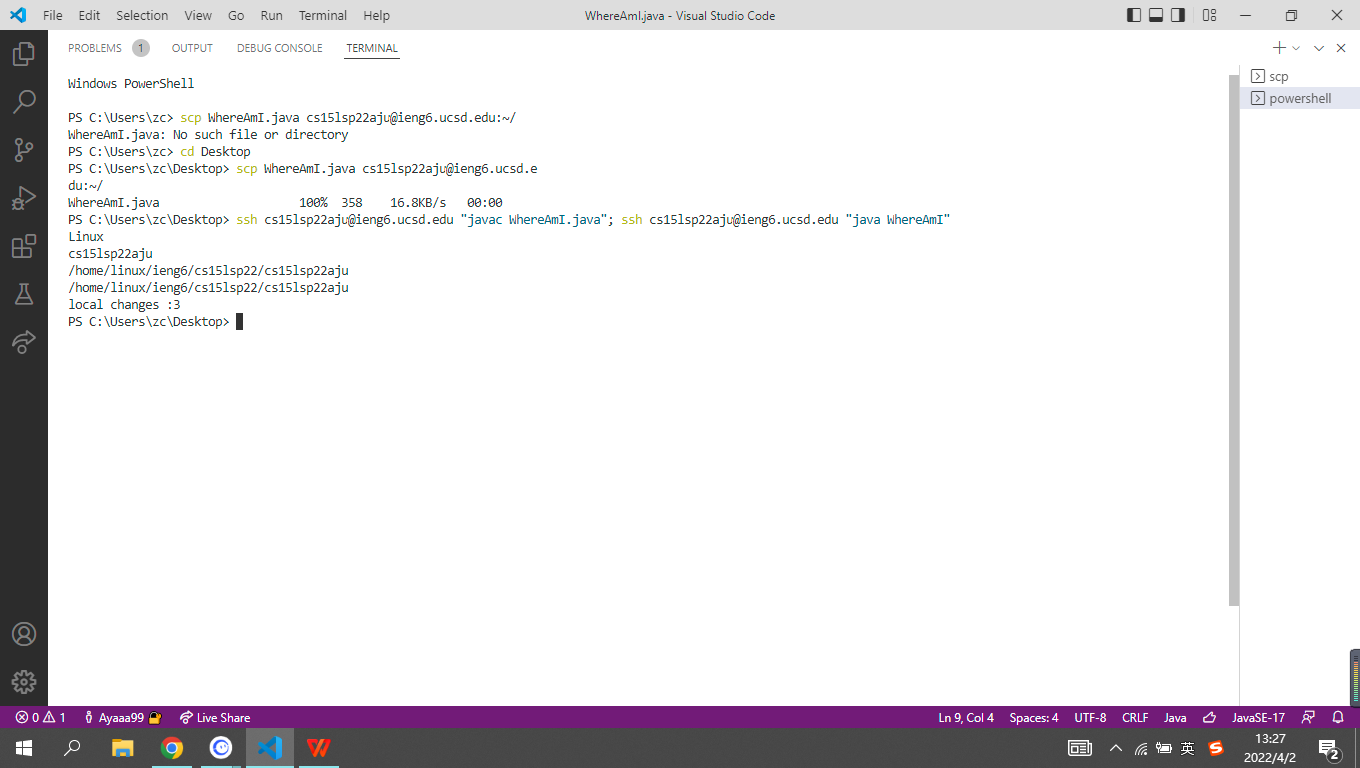 File Edit Selection View Go Run Terminal Help WhereAmI.java - Visual Studio Code
PROBLEMS 1 OUTPUT DEBUG CONSOLE TERMINAL
scp
powershell
Windows PowerShell
PS C:\Users\zc> scp WhereAmI.java cs15lsp22aju@ieng6.ucsd.edu:~/
WhereAmI.java: No such file or directory
PS C:\Users\zc> cd Desktop
PS C:\Users\zc\Desktop> scp WhereAmI.java cs15lsp22aju@ieng6.ucsd.e
du:~/
WhereAmI.java 100% 358 16.8KB/s 00:00
PS C:\Users\zc\Desktop> ssh cs15lsp22aju@ieng6.ucsd.edu "javac WhereAmI.java"; ssh cs15lsp22aju@ieng6.ucsd.edu "java WhereAmI"
Linux
cs15lsp22aju
/home/linux/ieng6/cs15lsp22/cs15lsp22aju
/home/linux/ieng6/cs15lsp22/cs15lsp22aju
local changes :3
PS C:\Users\zc\Desktop>
0 1 Ayaaa99 Live Share Ln 9, Col 4 Spaces: 4 UTF-8 CRLF Java JavaSE-17
英 13:27
2022/4/2 2